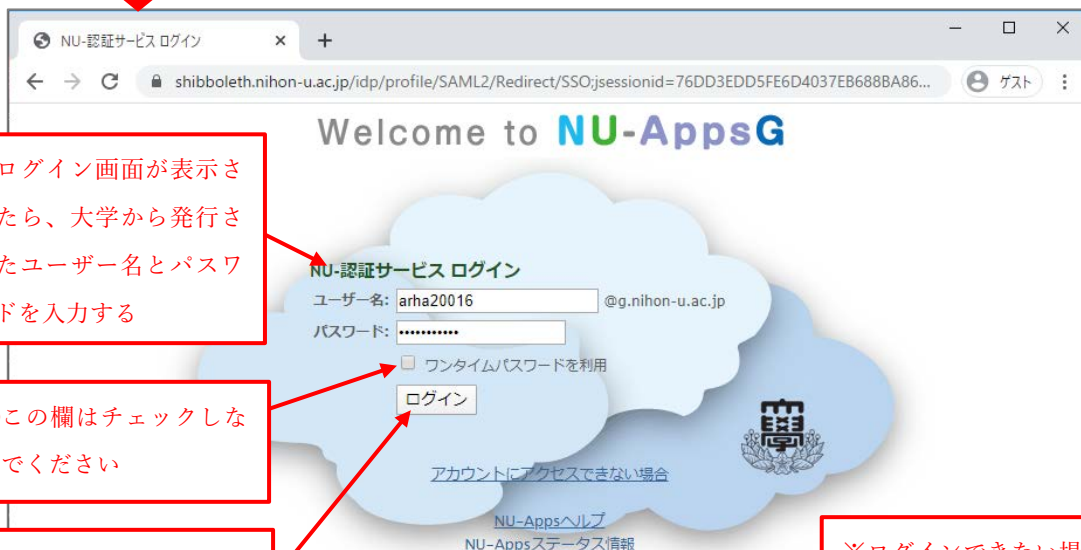 NU-認証サービス ログイン
shibboleth.nihon-u.ac.jp/idp/profile/SAML2/Redirect/SSO;jsessionid=76DD3EDD5FE6D4037EB688BA86...
ゲスト
Welcome to NU-AppsG
ログイン画面が表示さ
たら、大学から発行さ
たユーザー名とパスワ
ドを入力する
NU-認証サービス ログイン
ユーザー名: arha20016 @g.nihon-u.ac.jp
パスワード: •••••••••••
ワンタイムパスワードを利用
この欄はチェックしな
でください
ログイン
學
アカウントにアクセスできない場合
NU-Appsヘルプ
NU-Appsステータス情報